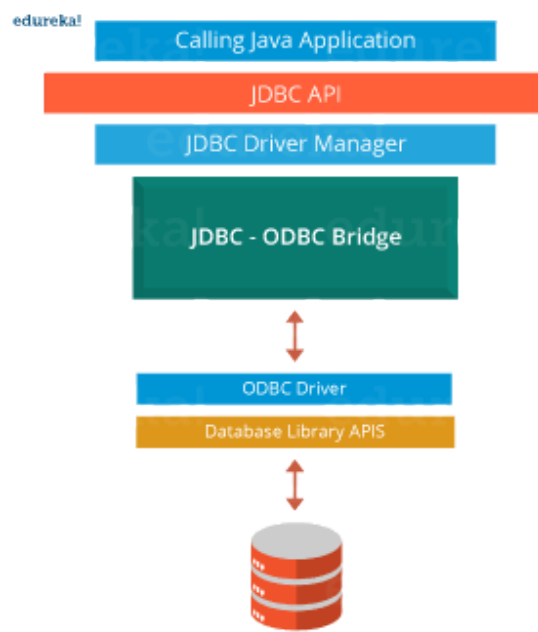 edureka!
Calling Java Application
JDBC API
JDBC Driver Manager
JDBC - ODBC Bridge
ODBC Driver
Database Library APIS